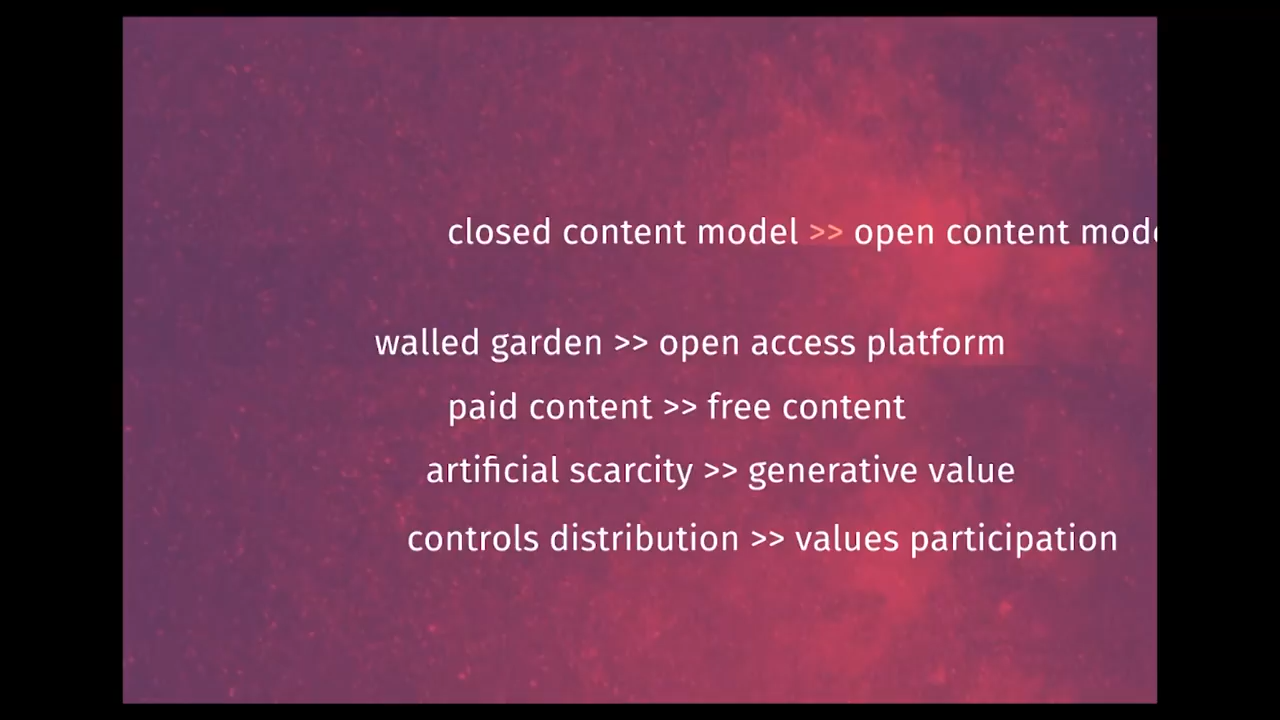 closed content model >> open content mode
walled garden >> open access platform
paid content >> free content
artificial scarcity >> generative value
controls distribution >> values participation